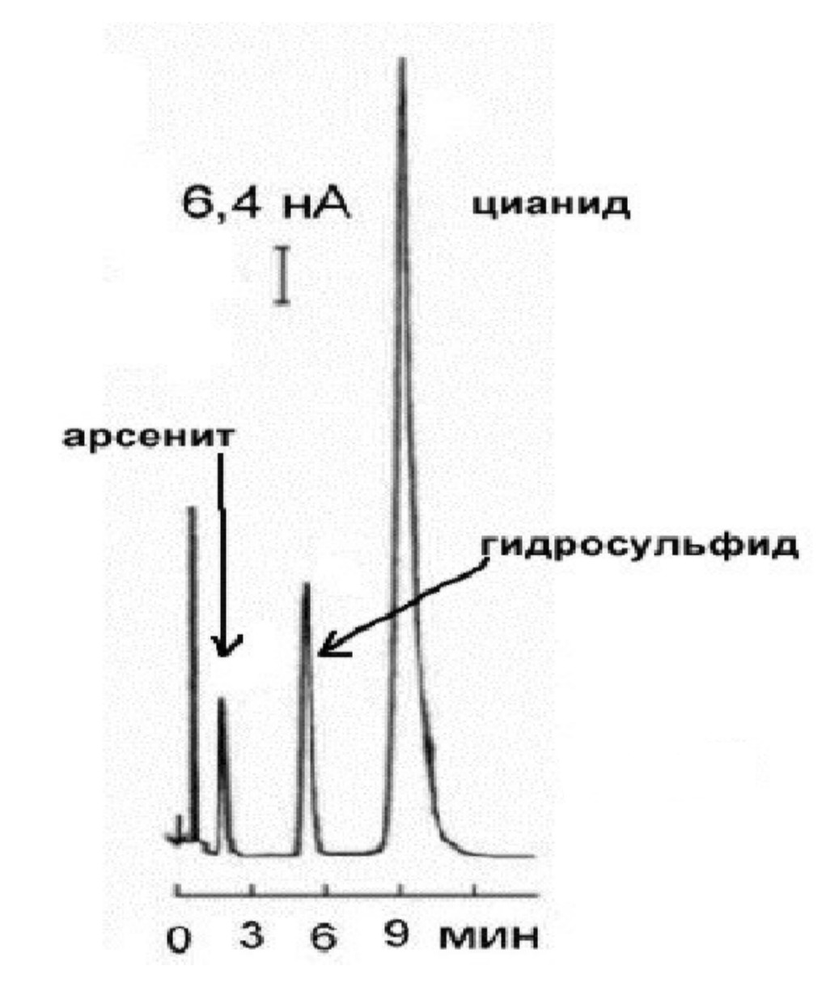 6,4 нА
цианид
арсенит
гидросульфид
0 3 6 9 мин